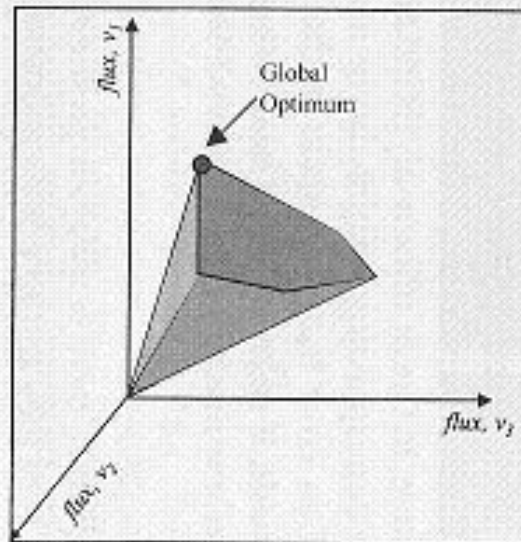 flux, v₁
Global
Optimum
flux, v₃
flux, v₂